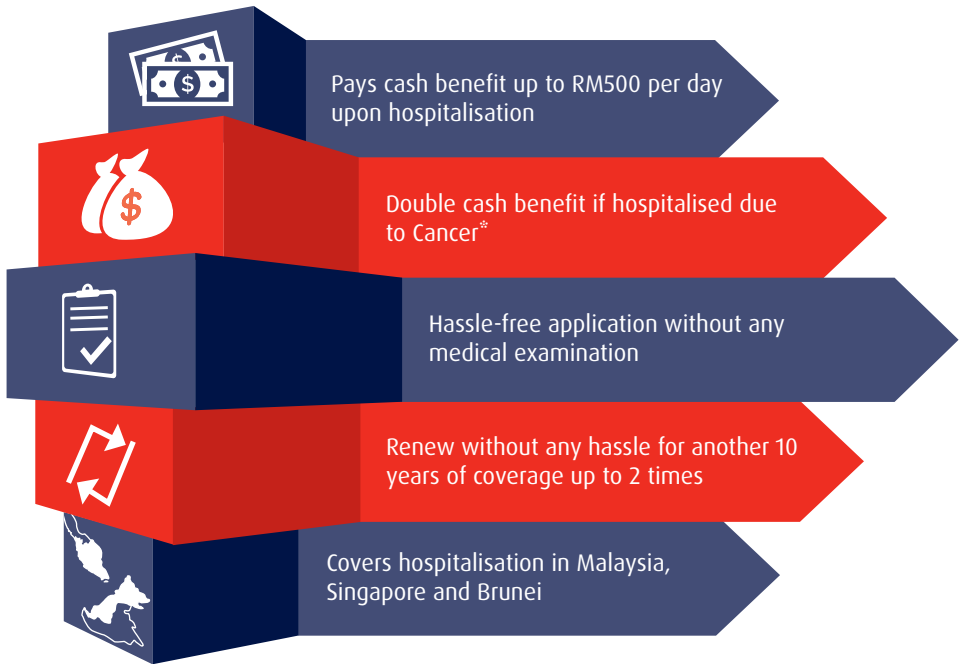 $
$
Pays cash benefit up to RM500 per day
upon hospitalisation
$
Double cash benefit if hospitalised due
to Cancer*
Hassle-free application without any
medical examination
Renew without any hassle for another 10
years of coverage up to 2 times
Covers hospitalisation in Malaysia,
Singapore and Brunei